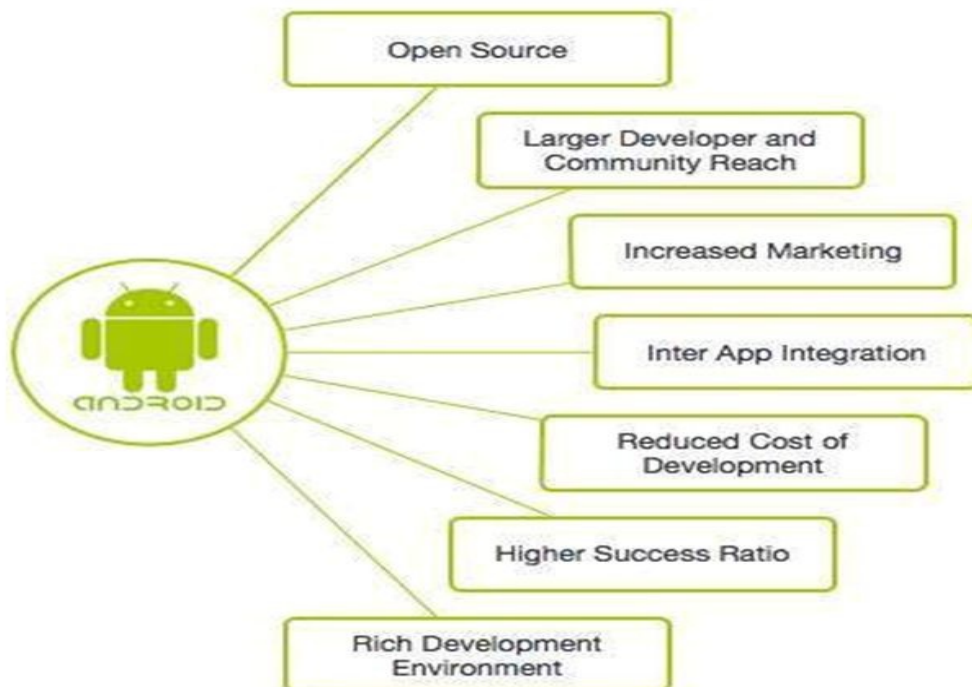 Open Source
Larger Developer and
Community Reach
Increased Marketing
Inter App Integration
ANDROID
Reduced Cost of
Development
Higher Success Ratio
Rich Development
Environment